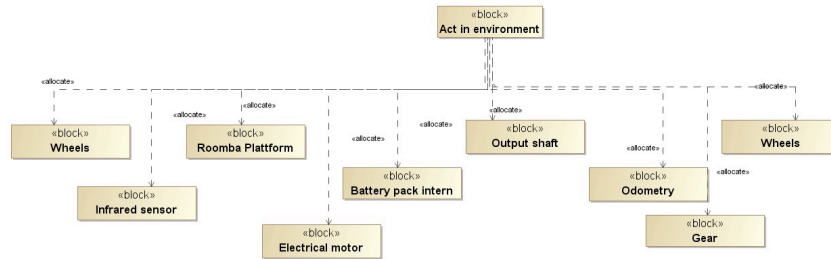 «block»
Act in environment
«allocate»
«allocate»
«allocate»
«allocate»
«allocate»
«allocate»
«allocate»
«allocate»
«allocate»
«block»
Wheels
«block»
Roomba Plattform
«block»
Output shaft
«block»
Wheels
«block»
Infrared sensor
«block»
Battery pack intern
«block»
Odometry
«block»
Electrical motor
«block»
Gear